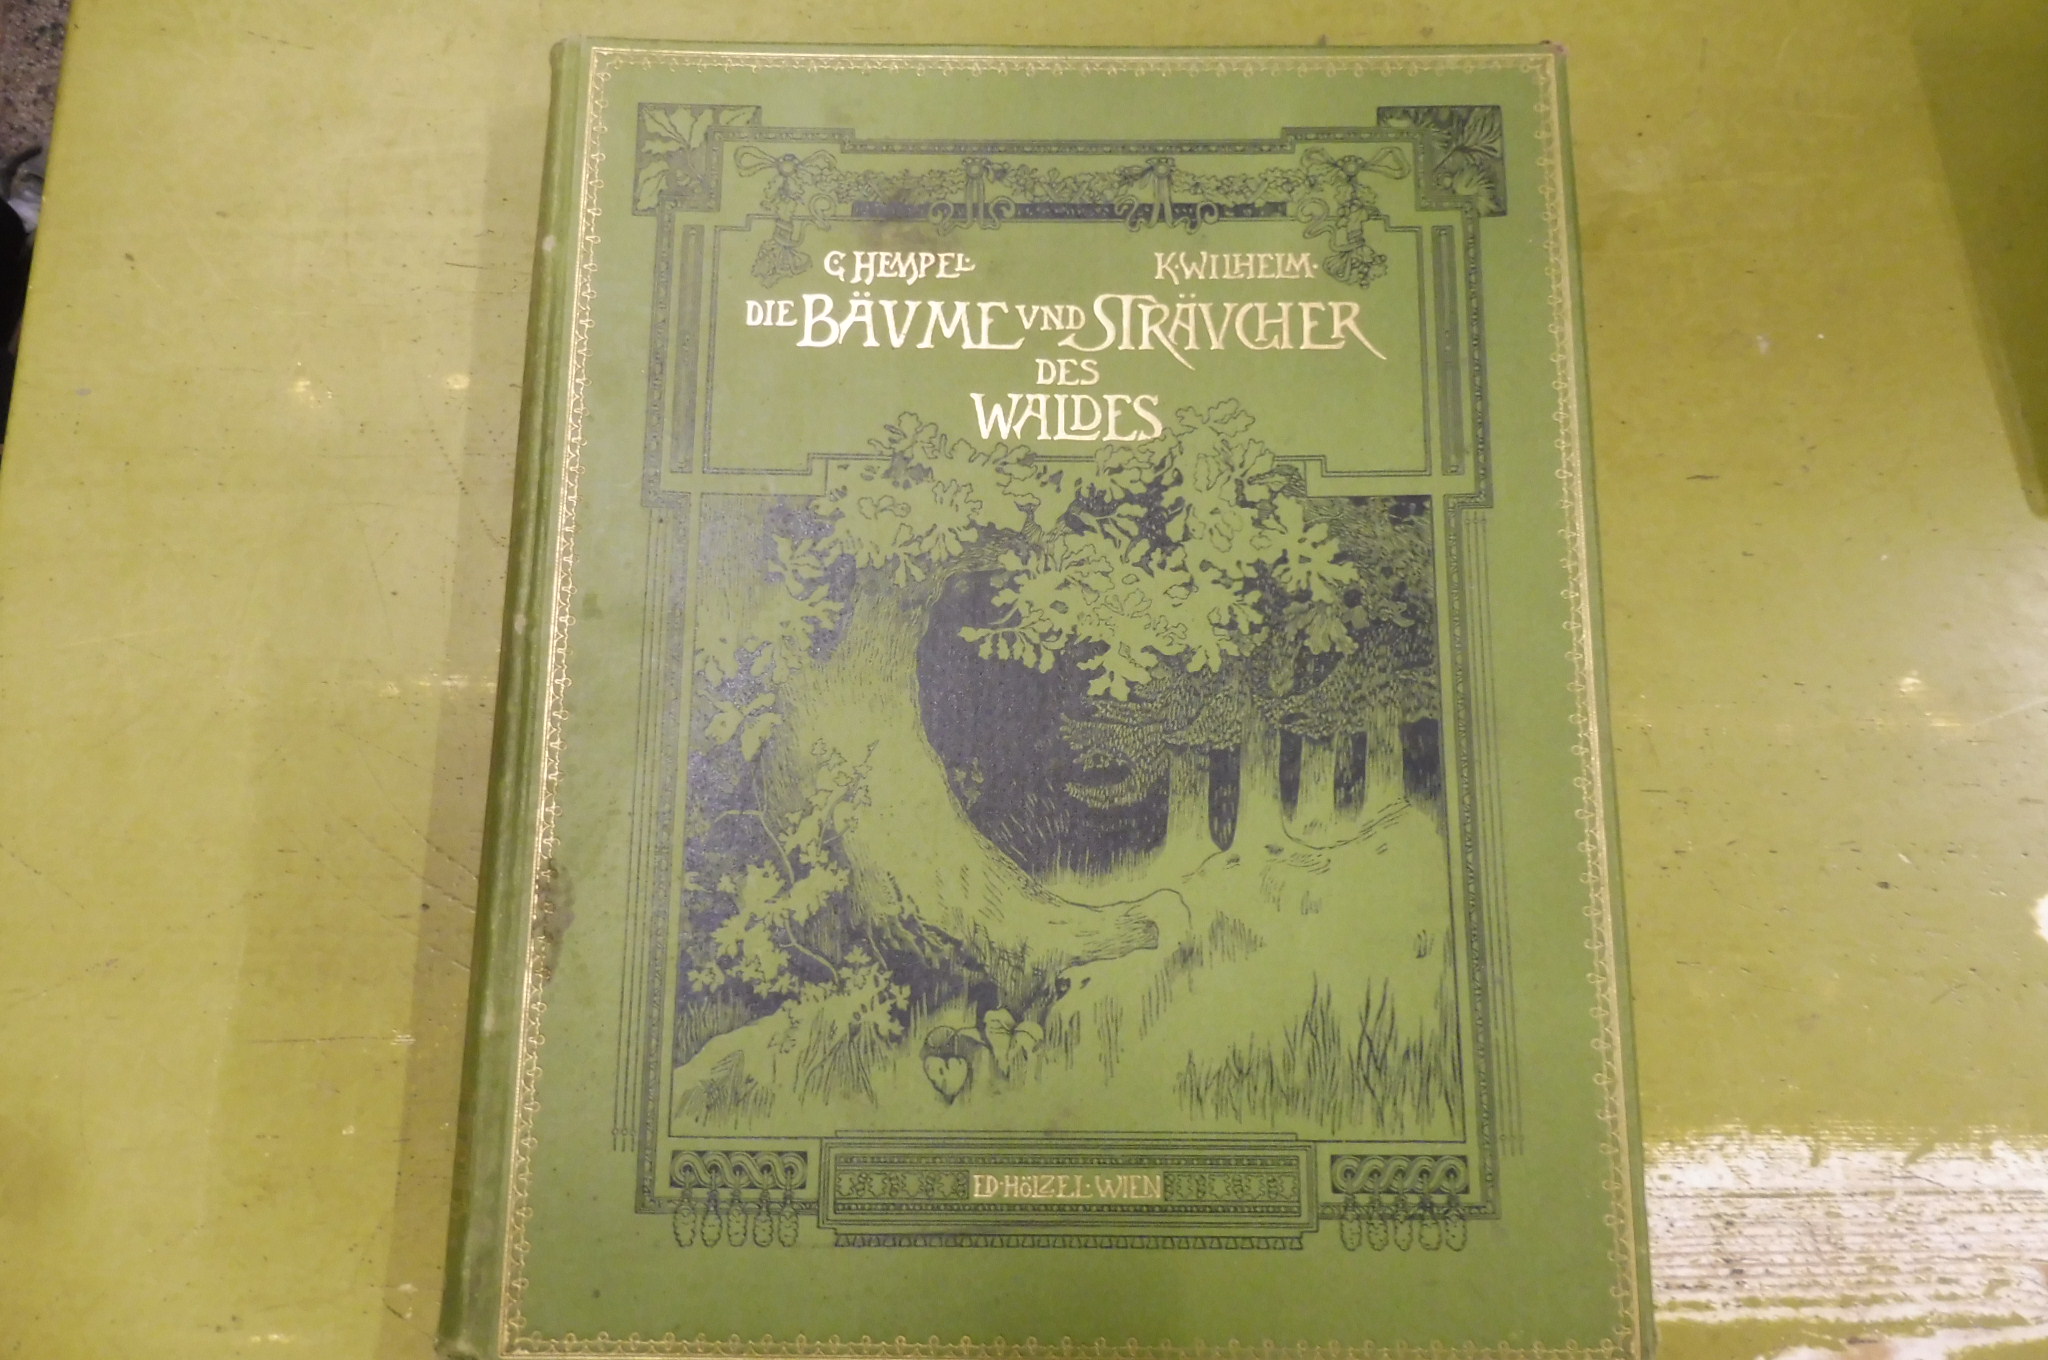 G. HEMPEL. K. WILHELM.
DIE BÄVME VND STRÄVCHER
DES
WALDES
ED. HÖLZEL. WIEN